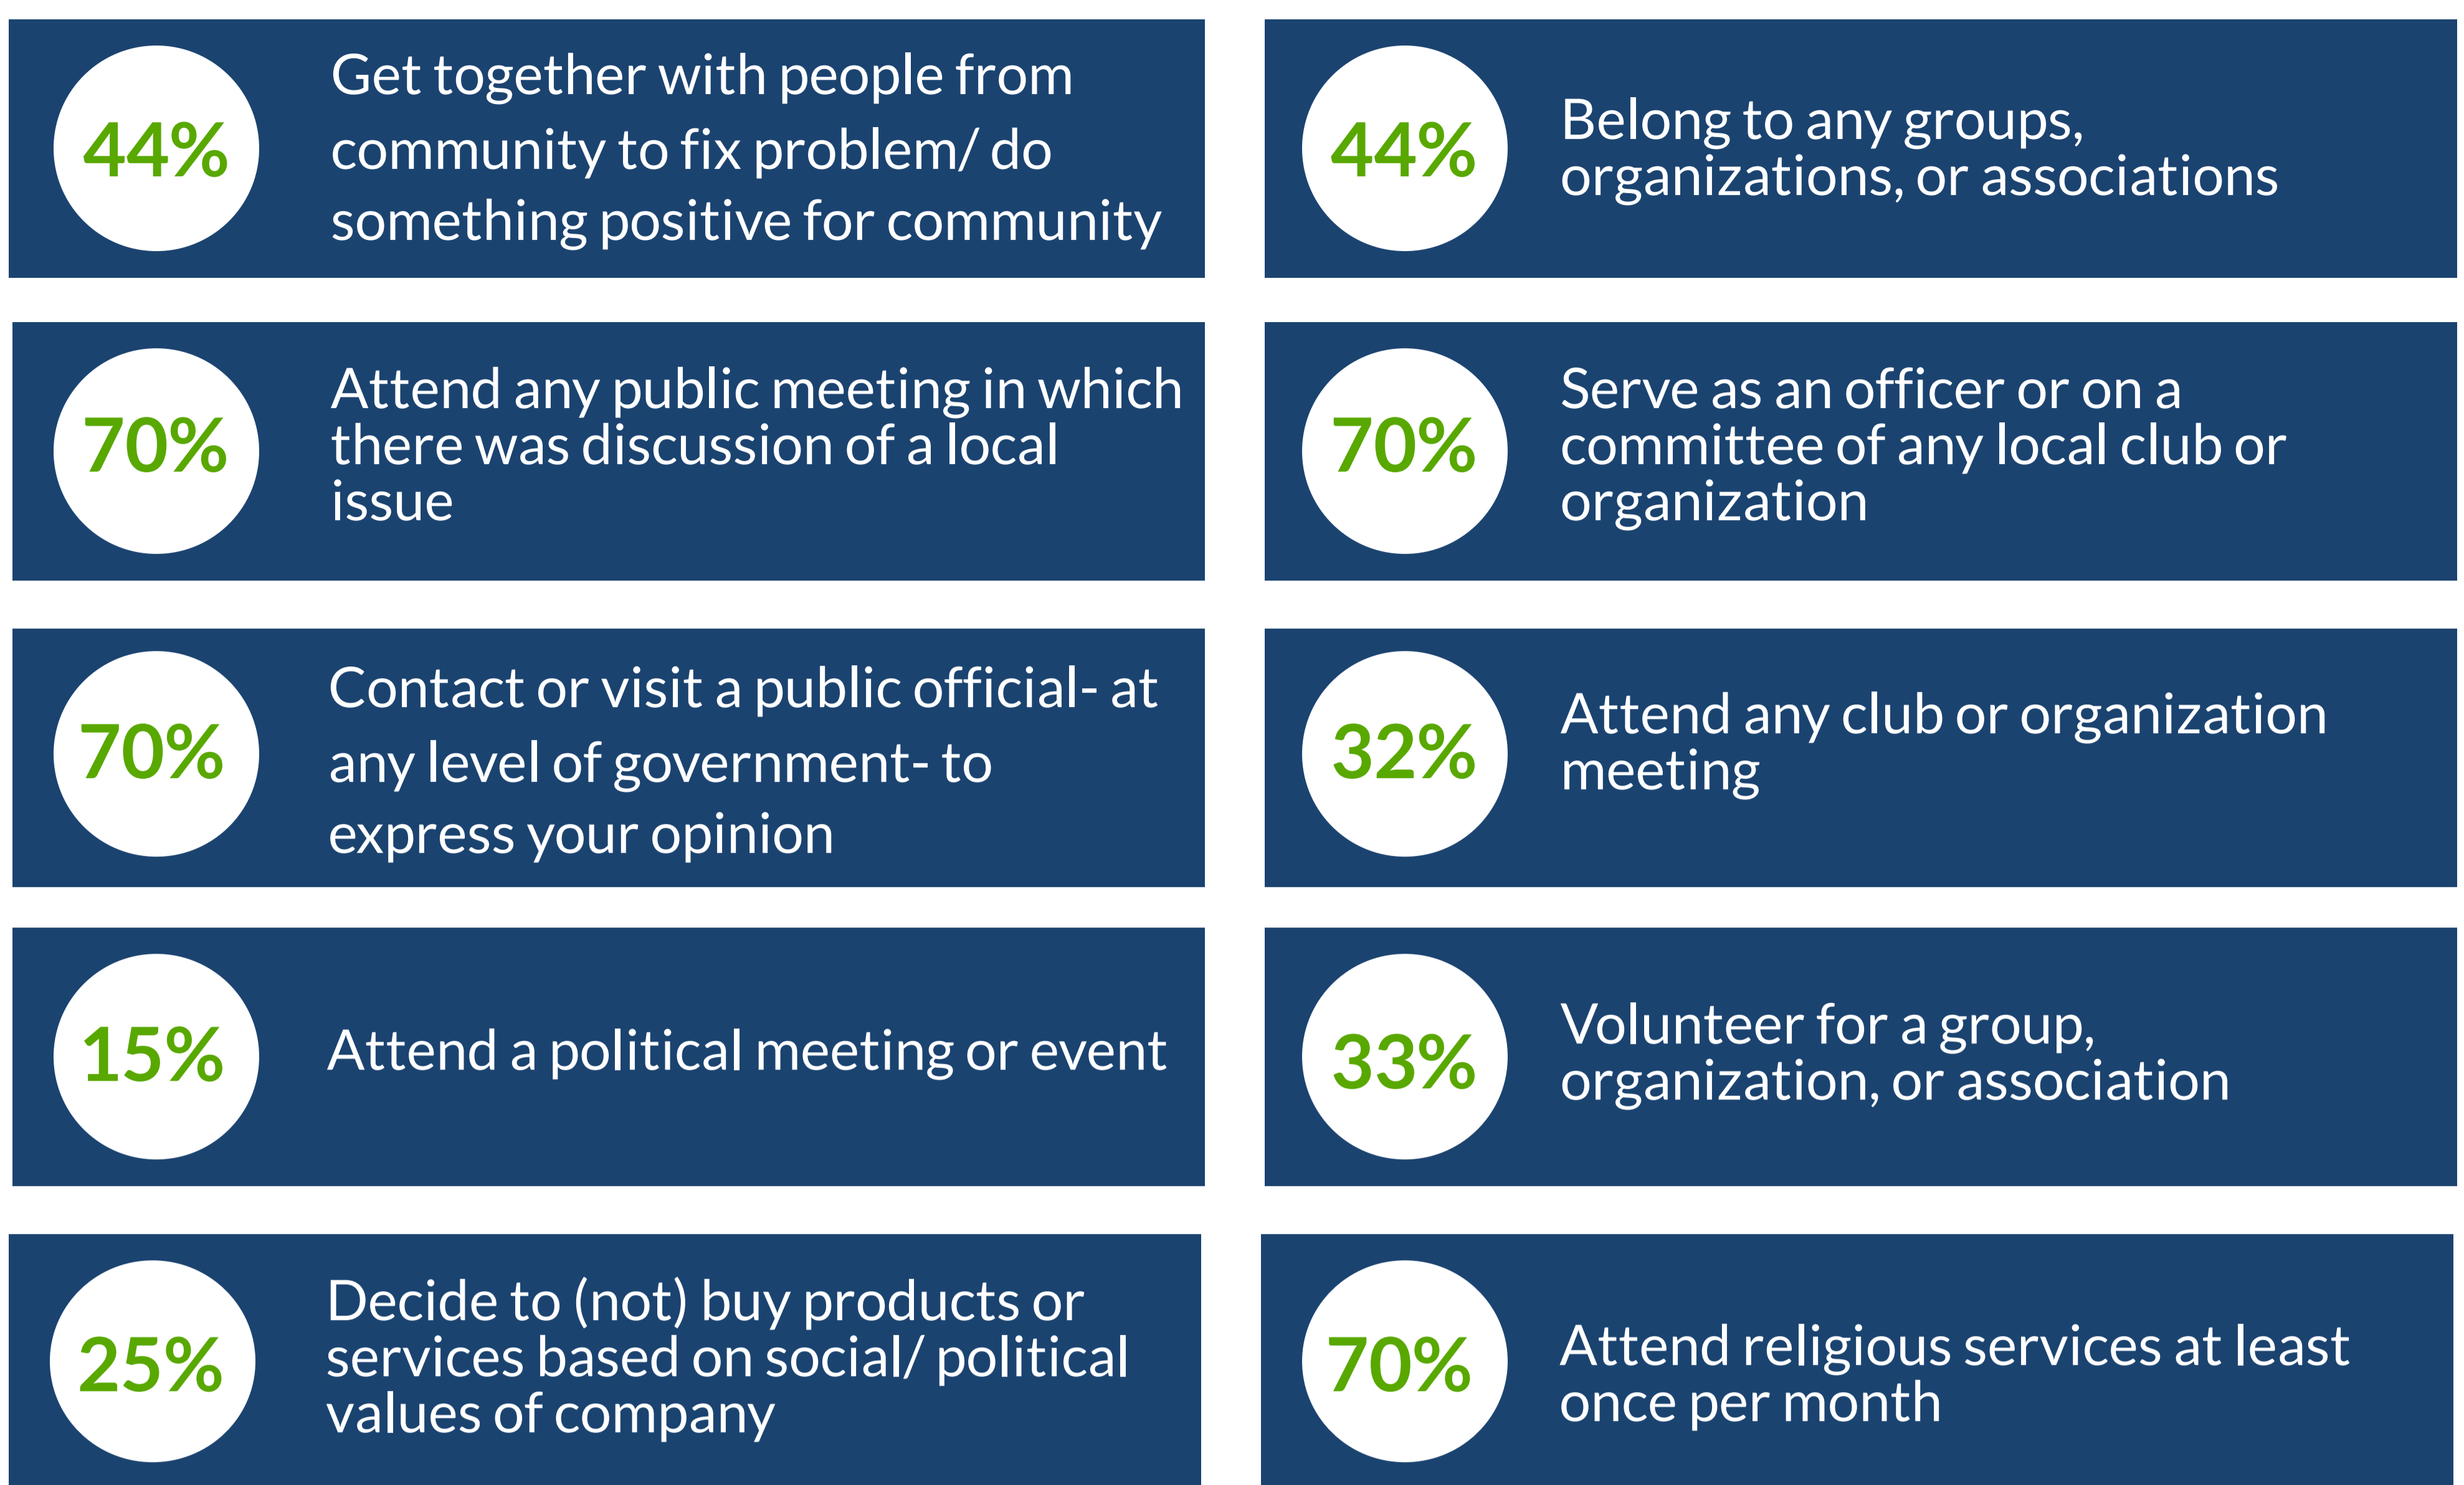 44%
Get together with people from
community to fix problem/ do
something positive for community
44%
Belong to any groups,
organizations, or associations
70%
Attend any public meeting in which
there was discussion of a local
issue
70%
Serve as an officer or on a
committee of any local club or
organization
70%
Contact or visit a public official- at
any level of government- to
express your opinion
32%
Attend any club or organization
meeting
15%
Attend a political meeting or event
33%
Volunteer for a group,
organization, or association
25%
Decide to (not) buy products or
services based on social/ political
values of company
70%
Attend religious services at least
once per month